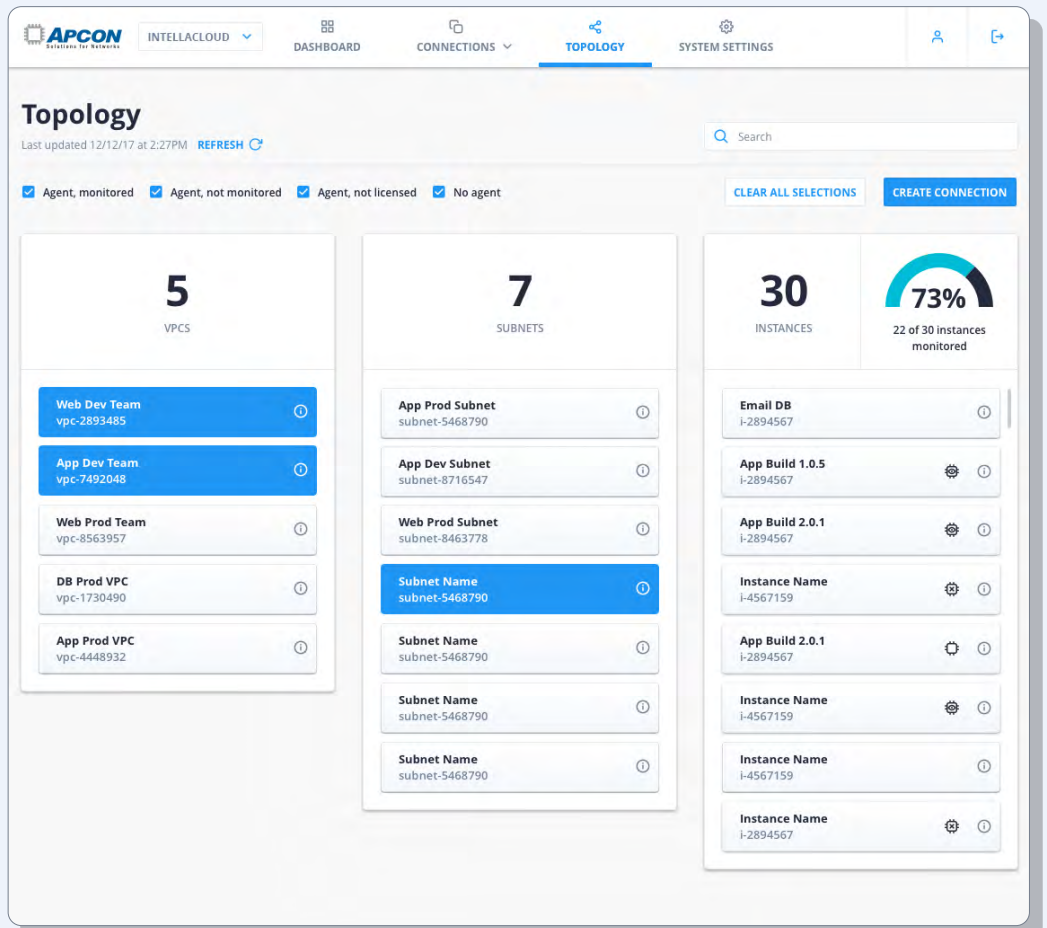 APCON
Solutions for Networks
INTELLACLOUD
DASHBOARD
CONNECTIONS
TOPOLOGY
SYSTEM SETTINGS
Topology
Last updated 12/12/17 at 2:27PM REFRESH
Search
Agent, monitored
Agent, not monitored
Agent, not licensed
No agent
CLEAR ALL SELECTIONS
CREATE CONNECTION
5
VPCS
Web Dev Team
vpc-2893485
App Dev Team
vpc-7492048
Web Prod Team
vpc-8563957
DB Prod VPC
vpc-1730490
App Prod VPC
vpc-4448932
7
SUBNETS
App Prod Subnet
subnet-5468790
App Dev Subnet
subnet-8716547
Web Prod Subnet
subnet-8463778
Subnet Name
subnet-5468790
Subnet Name
subnet-5468790
Subnet Name
subnet-5468790
Subnet Name
subnet-5468790
30
INSTANCES
73%
22 of 30 instances
monitored
Email DB
i-2894567
App Build 1.0.5
i-2894567
App Build 2.0.1
i-2894567
Instance Name
i-4567159
App Build 2.0.1
i-2894567
Instance Name
i-4567159
Instance Name
i-4567159
Instance Name
i-2894567